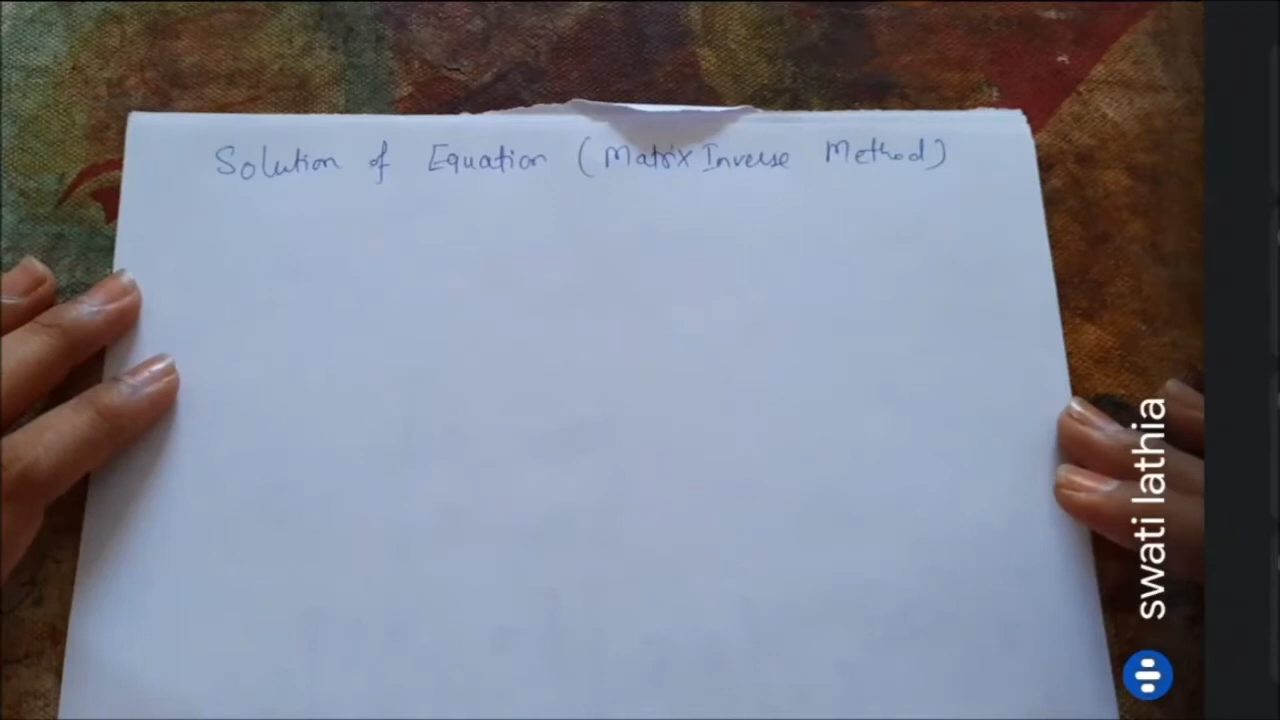 Solution of Equation (Matrix Inverse Method)
swati lathia